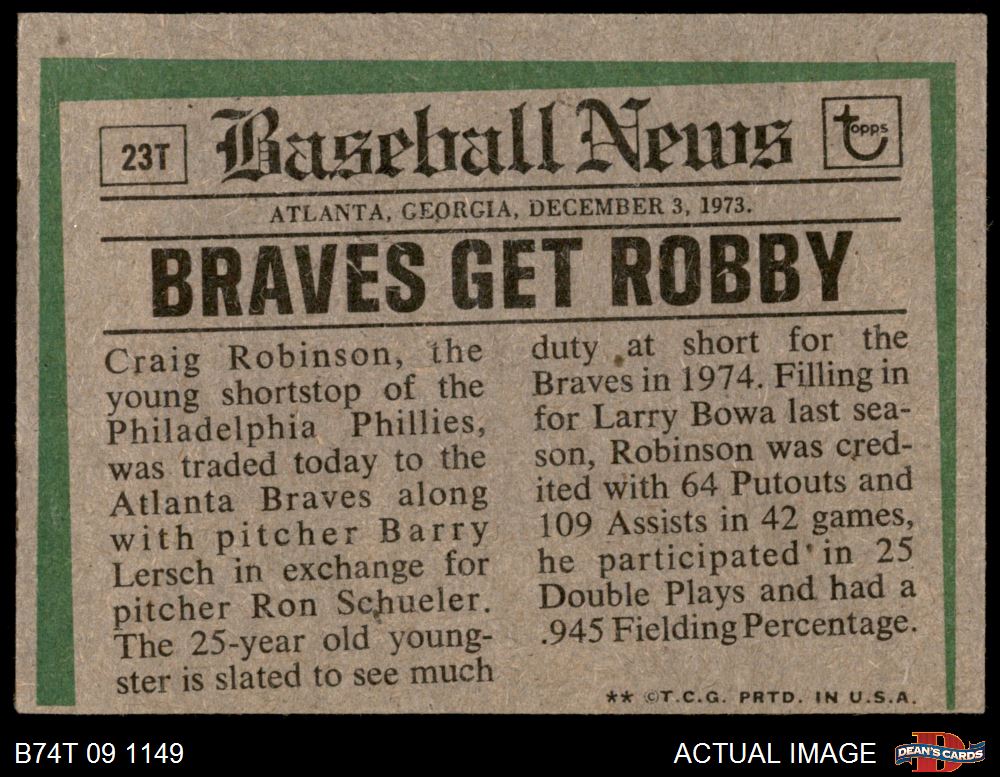 23T
Baseball News
topps
ATLANTA, GEORGIA, DECEMBER 3, 1973.
BRAVES GET ROBBY
Craig Robinson, the
young shortstop of the
Philadelphia Phillies,
was traded today to the
Atlanta Braves along
with pitcher Barry
Lersch in exchange for
pitcher Ron Schueler.
The 25-year old young-
ster is slated to see much
duty at short for the
Braves in 1974. Filling in
for Larry Bowa last sea-
son, Robinson was cred-
ited with 64 Putouts and
109 Assists in 42 games,
he participated in 25
Double Plays and had a
.945 Fielding Percentage.
** ©T.C.G. PRTD. IN U.S.A.
B74T 09 1149
ACTUAL IMAGE
D
DEAN'S CARDS